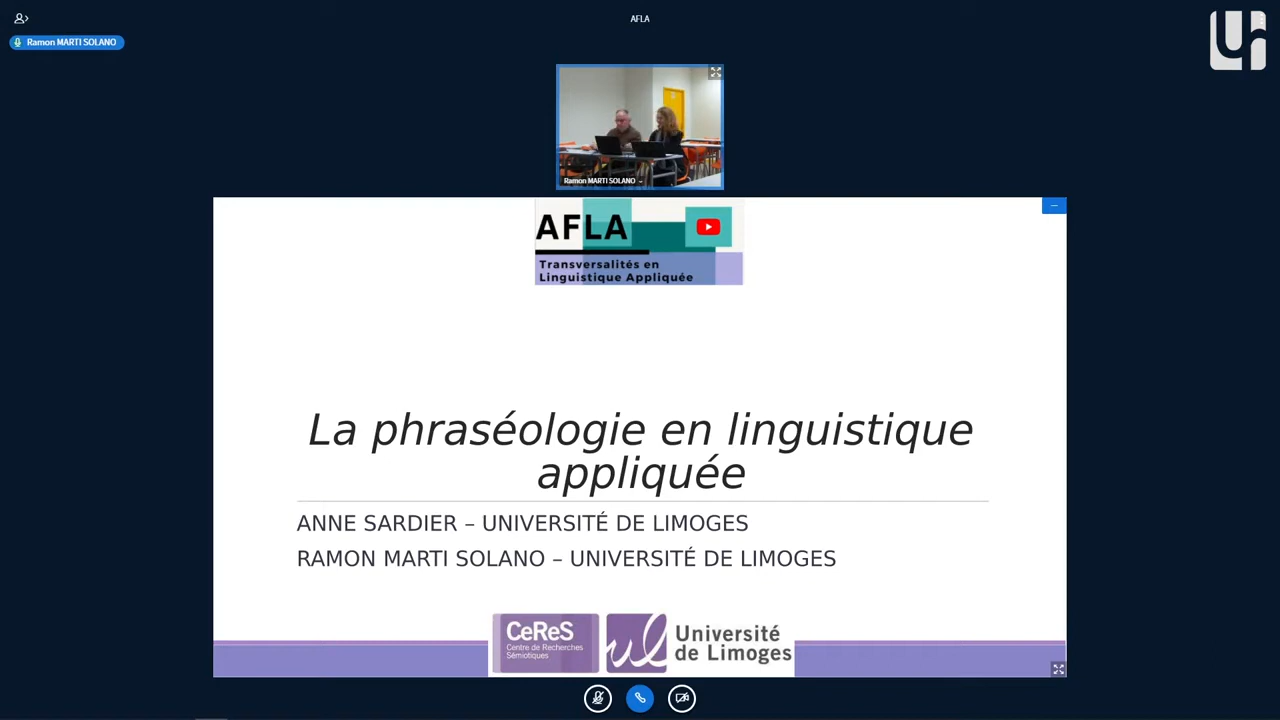 AFLA
Ramon MARTI SOLANO
Ramon MARTI SOLANO
AFLA
Transversalités en
Linguistique Appliquée
La phraséologie en linguistique
appliquée
ANNE SARDIER – UNIVERSITÉ DE LIMOGES
RAMON MARTI SOLANO – UNIVERSITÉ DE LIMOGES
CeReS
Centre de Recherches
Sémiotiques
ul
Université
de Limoges